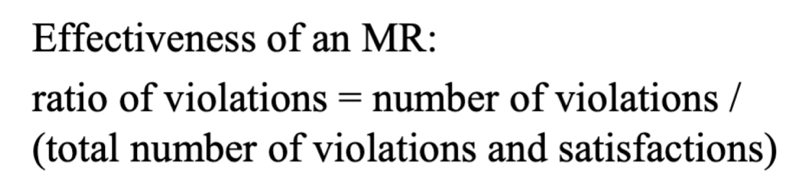 Effectiveness of an MR:
ratio of violations = number of violations /
(total number of violations and satisfactions)